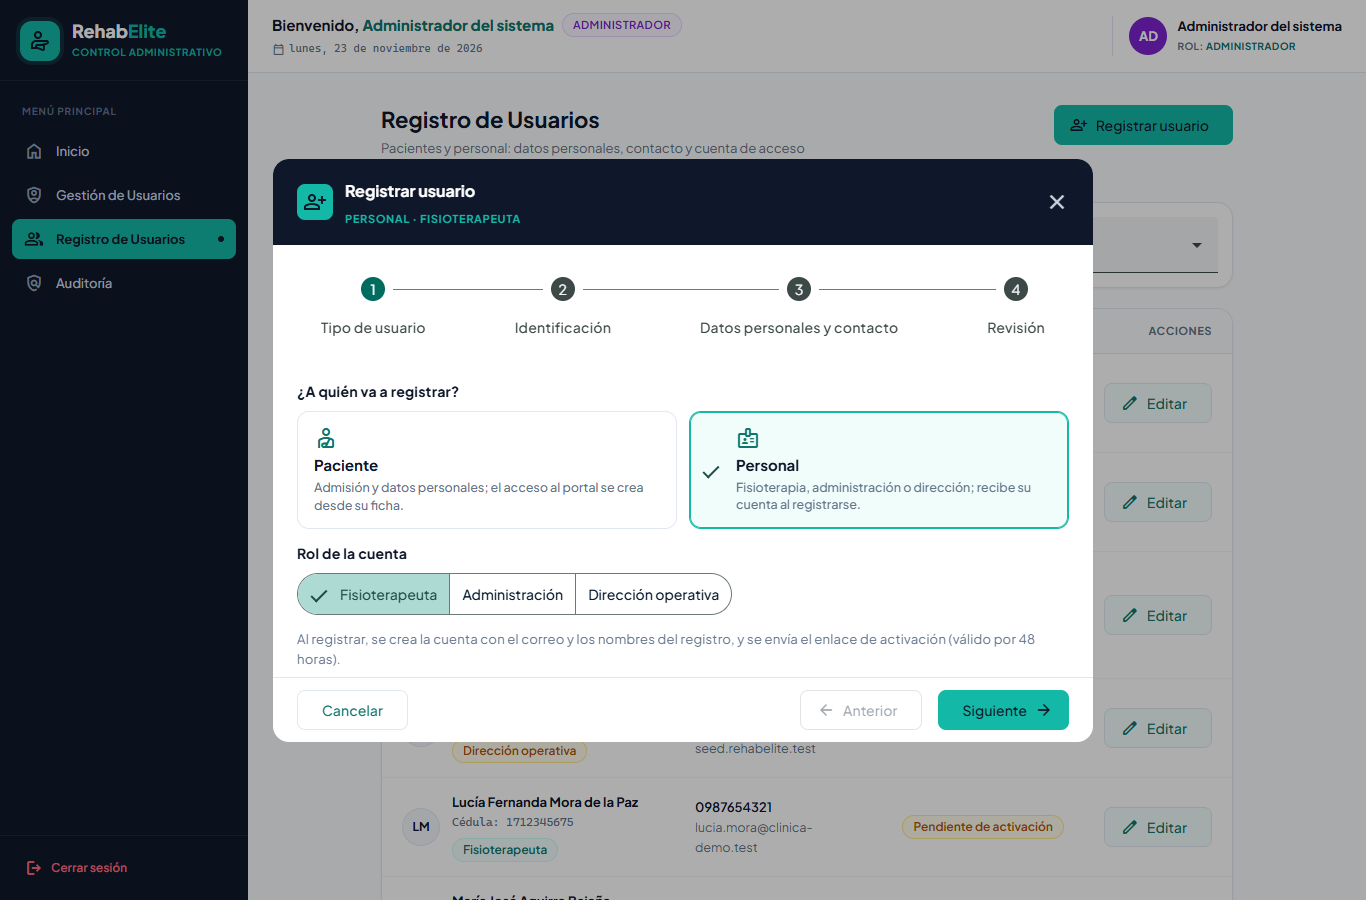 RehabElite
CONTROL ADMINISTRATIVO
MENÚ PRINCIPAL
Inicio
Gestión de Usuarios
Registro de Usuarios
Auditoría
Cerrar sesión
Bienvenido, Administrador del sistema ADMINISTRADOR
lunes, 23 de noviembre de 2026
AD
Administrador del sistema
ROL: ADMINISTRADOR
Registro de Usuarios
Pacientes y personal: datos personales, contacto y cuenta de acceso
Registrar usuario
Registrar usuario
PERSONAL · FISIOTERAPEUTA
1 2 3 4
Tipo de usuario Identificación Datos personales y contacto Revisión
¿A quién va a registrar?
Paciente
Admisión y datos personales; el acceso al portal se crea
desde su ficha.
Personal
Fisioterapia, administración o dirección; recibe su
cuenta al registrarse.
Rol de la cuenta
Fisioterapeuta Administración Dirección operativa
Al registrar, se crea la cuenta con el correo y los nombres del registro, y se envía el enlace de activación (válido por 48
horas).
Cancelar Anterior Siguiente
ACCIONES
Editar
Editar
Editar
Editar
Dirección operativa
seed.rehabelite.test
LM
Lucía Fernanda Mora de la Paz
Cédula: 1712345675
Fisioterapeuta
0987654321
lucia.mora@clinica-
demo.test
Pendiente de activación
Editar